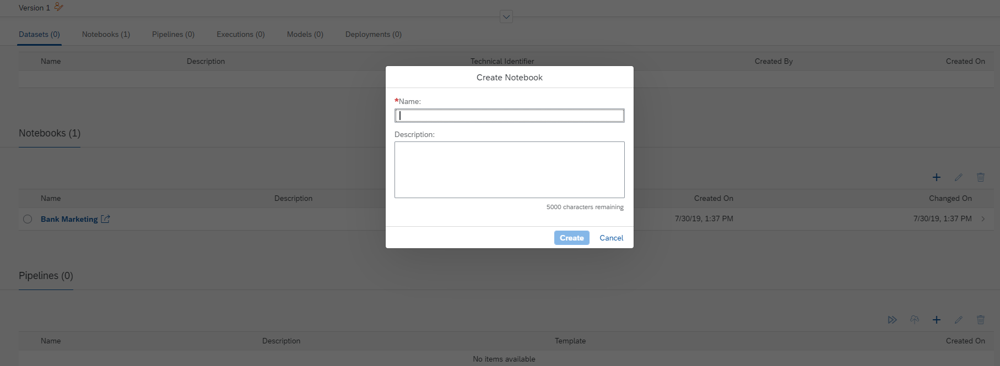 Version 1
Datasets (0) Notebooks (1) Pipelines (0) Executions (0) Models (0) Deployments (0)
Name Description Technical Identifier Created By Created On
Create Notebook
*Name:
Description:
5000 characters remaining
Create Cancel
Notebooks (1)
Name Description Created On Changed On
Bank Marketing 7/30/19, 1:37 PM 7/30/19, 1:37 PM
Pipelines (0)
Name Description Template Created On
No items available